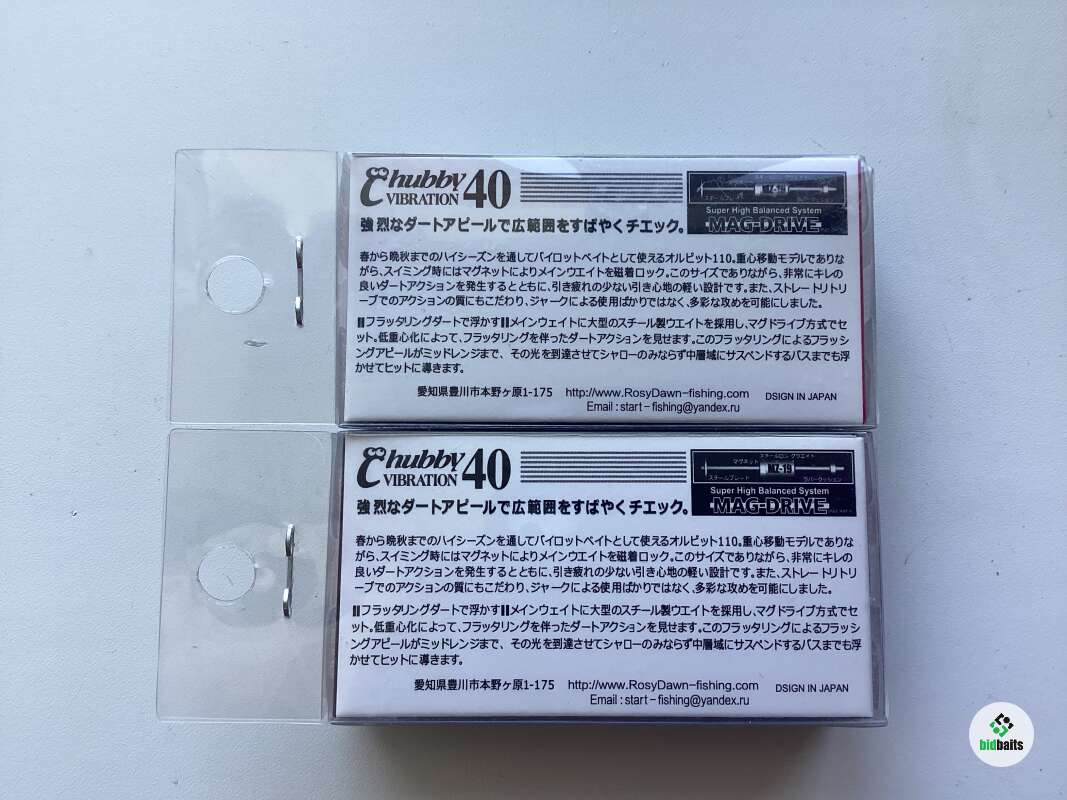 Chubby
VIBRATION 40
Super High Balanced System
MAG-DRIVE
強烈なダートアピールで広範囲をすばやくチエック。
春から晩秋までのハイシーズンを通してパイロットベイトとして使えるオルビット110。重心移動モデルでありな
がら、スイミング時にはマグネットによりメインウエイトを磁着ロック。このサイズでありながら、非常にキレの
良いダートアクションを発生するとともに、引き疲れの少ない引き心地の軽い設計です。また、ストレートリトリ
ーブでのアクションの質にもこだわり、ジャークによる使用ばかりではなく、多彩な攻めを可能にしました。
‖フラッタリングダートで浮かす‖メインウェイトに大型のスチール製ウエイトを採用し、マグドライブ方式でセ
ット。低重心化によって、フラッタリングを伴ったダートアクションを見せます。このフラッタリングによるフラッシ
ングアピールがミッドレンジまで、その光を到達させてシャローのみならず中層域にサスペンドするバスまでも浮
かせてヒットに導きます。
愛知県豊川市本野ヶ原1-175 http://www.RosyDawn-fishing.com DSIGN IN JAPAN
Email : start-fishing@yandex.ru
Chubby
VIBRATION 40
マグネット
スチールプレート
ラバークッション
Super High Balanced System
MAG-DRIVE
強烈なダートアピールで広範囲をすばやくチエック。
春から晩秋までのハイシーズンを通してパイロットベイトとして使えるオルビット110。重心移動モデルでありな
がら、スイミング時にはマグネットによりメインウエイトを磁着ロック。このサイズでありながら、非常にキレの
良いダートアクションを発生するとともに、引き疲れの少ない引き心地の軽い設計です。また、ストレートリトリ
ーブでのアクションの質にもこだわり、ジャークによる使用ばかりではなく、多彩な攻めを可能にしました。
‖フラッタリングダートで浮かす‖メインウェイトに大型のスチール製ウエイトを採用し、マグドライブ方式でセ
ット。低重心化によって、フラッタリングを伴ったダートアクションを見せます。このフラッタリングによるフラッシ
ングアピールがミッドレンジまで、その光を到達させてシャローのみならず中層域にサスペンドするバスまでも浮
かせてヒットに導きます。
愛知県豊川市本野ヶ原1-175 http://www.RosyDawn-fishing.com DSIGN IN JAPAN
Email : start-fishing@yandex.ru
bidbaits